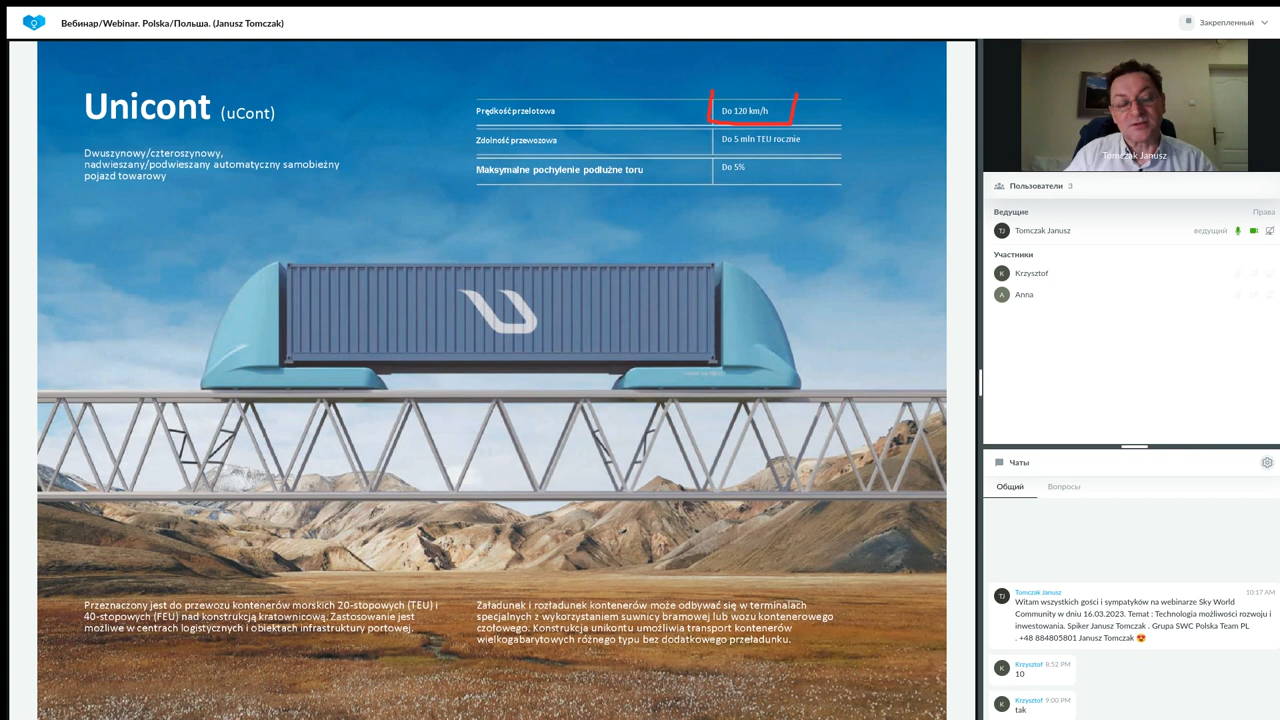 Вебинар/Webinar. Polska/Польша. (Janusz Tomczak)
Закрепленный
Unicont (uCont)
Dwuszynowy/czteroszynowy,
nadwieszany/podwieszany automatyczny samobieżny
pojazd towarowy
Prędkość przelotowa
Do 120 km/h
Zdolność przewozowa
Do 5 mln TEU rocznie
Maksymalne pochylenie podłużne toru
Do 5%
Przeznaczony jest do przewozu kontenerów morskich 20-stopowych (TEU) i
40-stopowych (FEU) nad konstrukcją kratownicową. Zastosowanie jest
możliwe w centrach logistycznych i obiektach infrastruktury portowej.
Załadunek i rozładunek kontenerów może odbywać się w terminalach
specjalnych z wykorzystaniem suwnicy bramowej lub wozu kontenerowego
czołowego. Konstrukcja unikontu umożliwia transport kontenerów
wielkogabarytowych różnego typu bez dodatkowego przeładunku.
Tomczak Janusz
Пользователи 3
Ведущие
Права
TJ
Tomczak Janusz
ведущий
Участники
K
Krzysztof
A
Anna
Чаты
Общий
Вопросы
TJ
Tomczak Janusz
10:17 AM
Witam wszystkich gości i sympatyków na webinarze Sky World
Community w dniu 16.03.2023. Temat : Technologia możliwości rozwoju i
inwestowania. Spiker Janusz Tomczak . Grupa SWC Polska Team PL
. +48 884805801 Janusz Tomczak 😍
K
Krzysztof 8:52 PM
10
K
Krzysztof 9:00 PM
tak